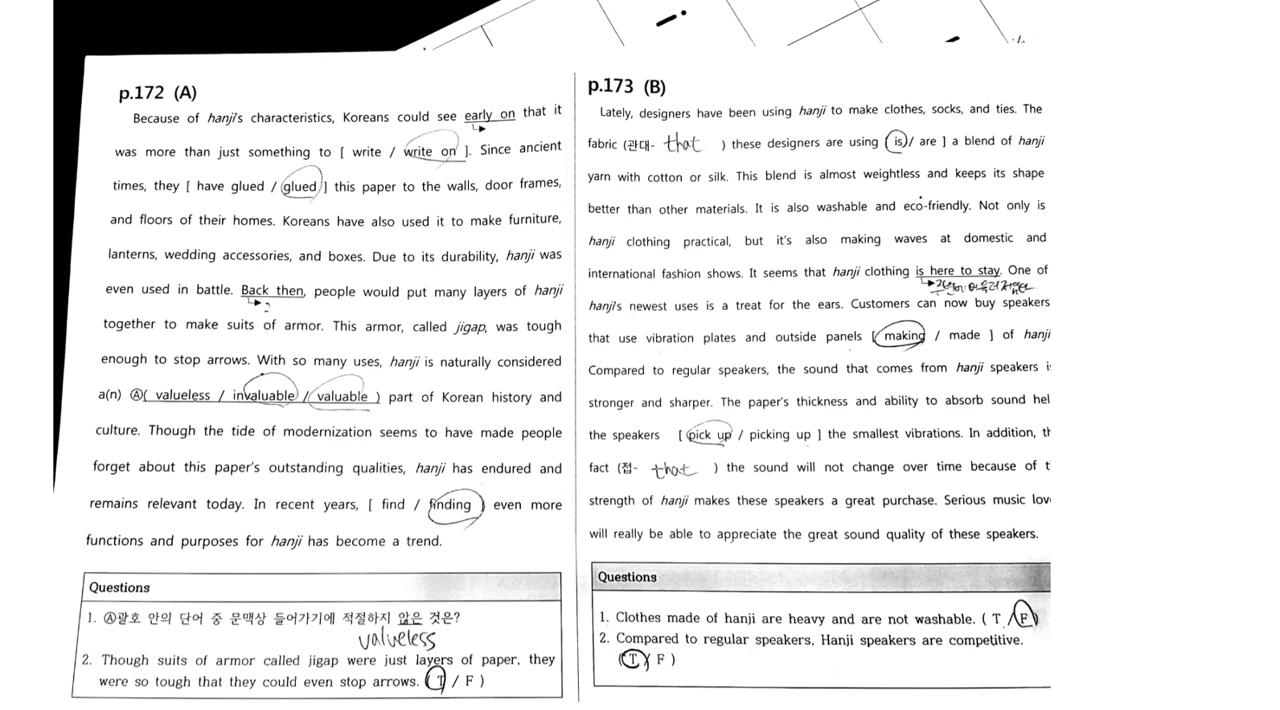 p.172 (A)
Because of hanji's characteristics, Koreans could see early on that it
was more than just something to [ write / write on ]. Since ancient
times, they [ have glued / glued ] this paper to the walls, door frames,
and floors of their homes. Koreans have also used it to make furniture,
lanterns, wedding accessories, and boxes. Due to its durability, hanji was
even used in battle. Back then, people would put many layers of hanji
together to make suits of armor. This armor, called jigap, was tough
enough to stop arrows. With so many uses, hanji is naturally considered
a(n) Ⓐ( valueless / invaluable / valuable ) part of Korean history and
culture. Though the tide of modernization seems to have made people
forget about this paper's outstanding qualities, hanji has endured and
remains relevant today. In recent years, [ find / finding ] even more
functions and purposes for hanji has become a trend.
Questions
1. Ⓐ괄호 안의 단어 중 문맥상 들어가기에 적절하지 않은 것은?
valueless
2. Though suits of armor called jigap were just layers of paper, they
were so tough that they could even stop arrows. ( T / F )
p.173 (B)
Lately, designers have been using hanji to make clothes, socks, and ties. The
fabric (관대- that ) these designers are using [ is / are ] a blend of hanji
yarn with cotton or silk. This blend is almost weightless and keeps its shape
better than other materials. It is also washable and eco-friendly. Not only is
hanji clothing practical, but it's also making waves at domestic and
international fashion shows. It seems that hanji clothing is here to stay. One of
hanji's newest uses is a treat for the ears. Customers can now buy speakers
that use vibration plates and outside panels [ making / made ] of hanji
Compared to regular speakers, the sound that comes from hanji speakers i
stronger and sharper. The paper's thickness and ability to absorb sound hel
the speakers [ pick up / picking up ] the smallest vibrations. In addition, th
fact (접- that ) the sound will not change over time because of t
strength of hanji makes these speakers a great purchase. Serious music lov
will really be able to appreciate the great sound quality of these speakers.
Questions
1. Clothes made of hanji are heavy and are not washable. ( T / F )
2. Compared to regular speakers, Hanji speakers are competitive.
( T / F )